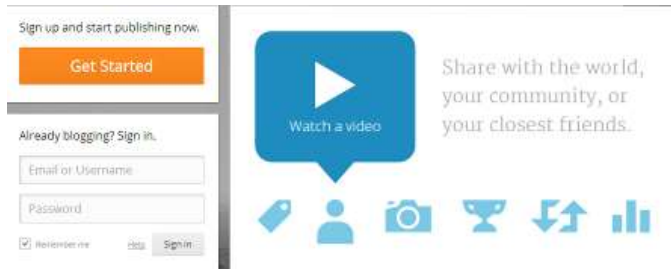 Sign up and start publishing now.
Get Started
Already blogging? Sign in.
Email or Username
Password
Remember me
Help
Sign in
Watch a video
Share with the world,
your community, or
your closest friends.